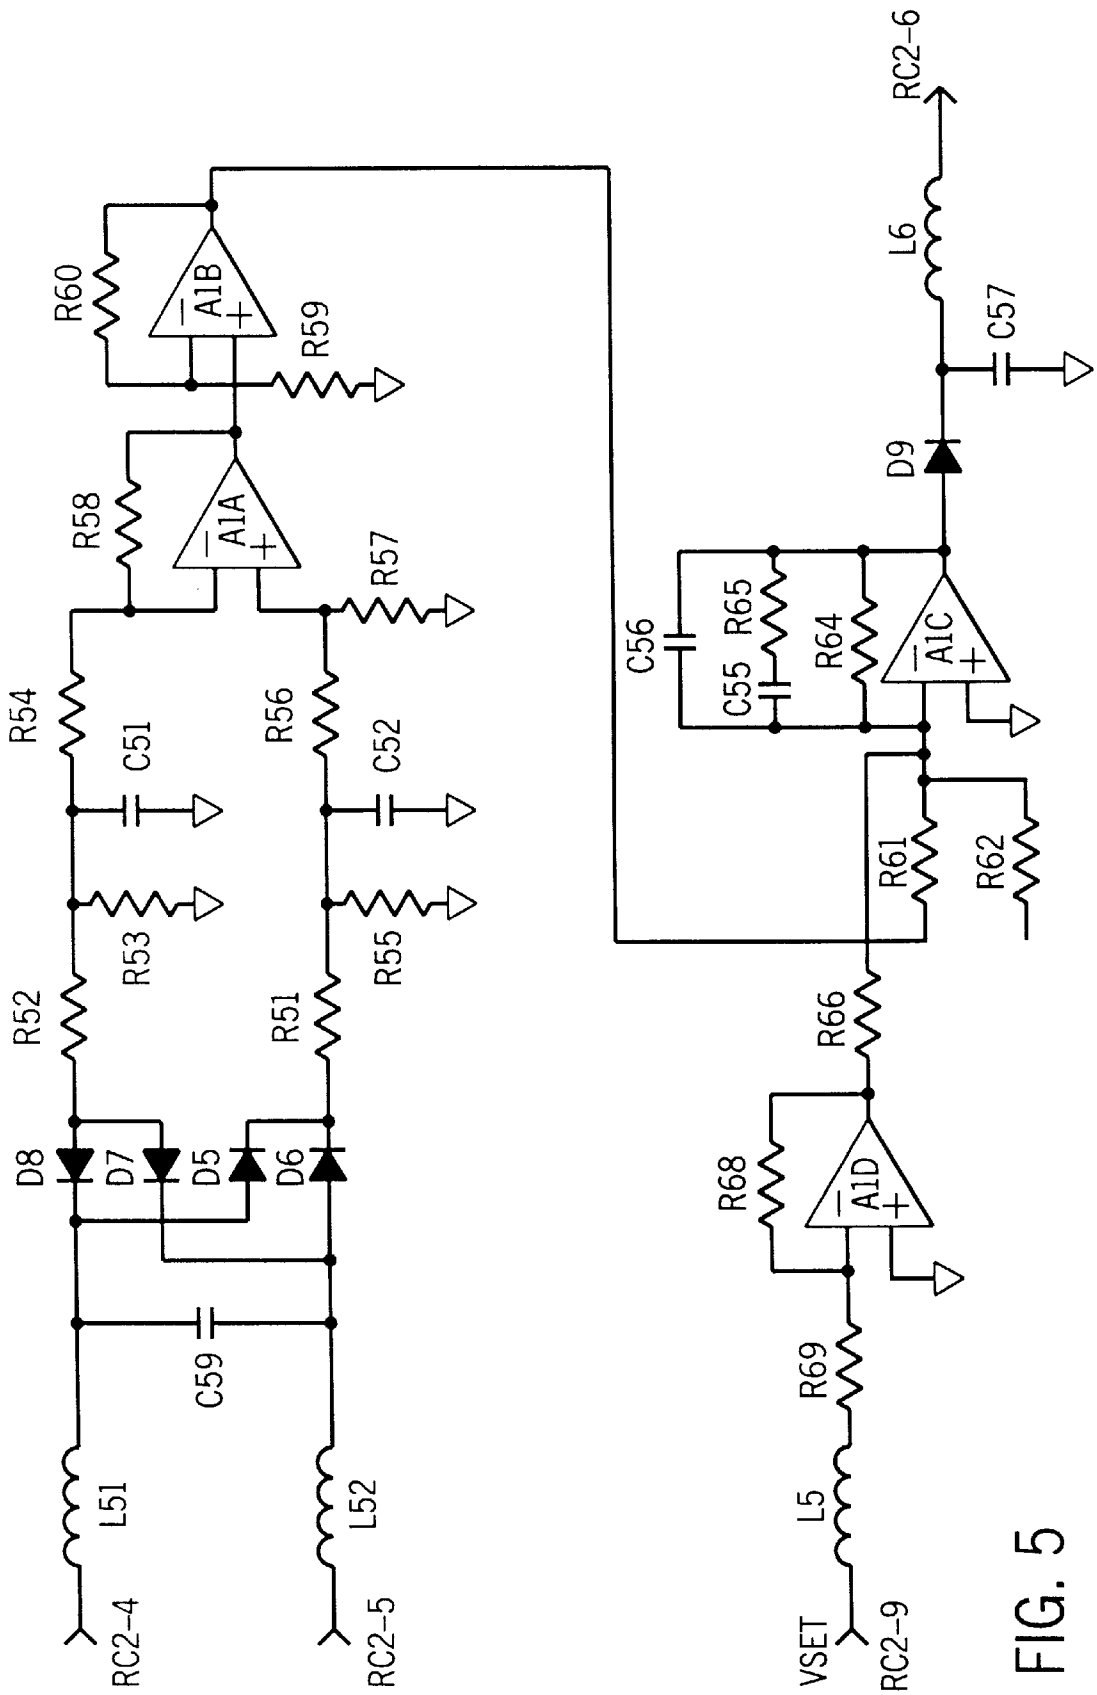 RC2-4
L51
C59
D8
D7
D5
D6
R52
R53
R51
R55
R54
C51
R56
C52
R58
−
A1A
+
R57
R60
−
A1B
+
R59
RC2-5
L52
VSET
RC2-9
L5
R69
R68
−
A1D
+
R66
R61
R62
C56
C55
R65
R64
−
A1C
+
D9
C57
L6
RC2-6
FIG. 5